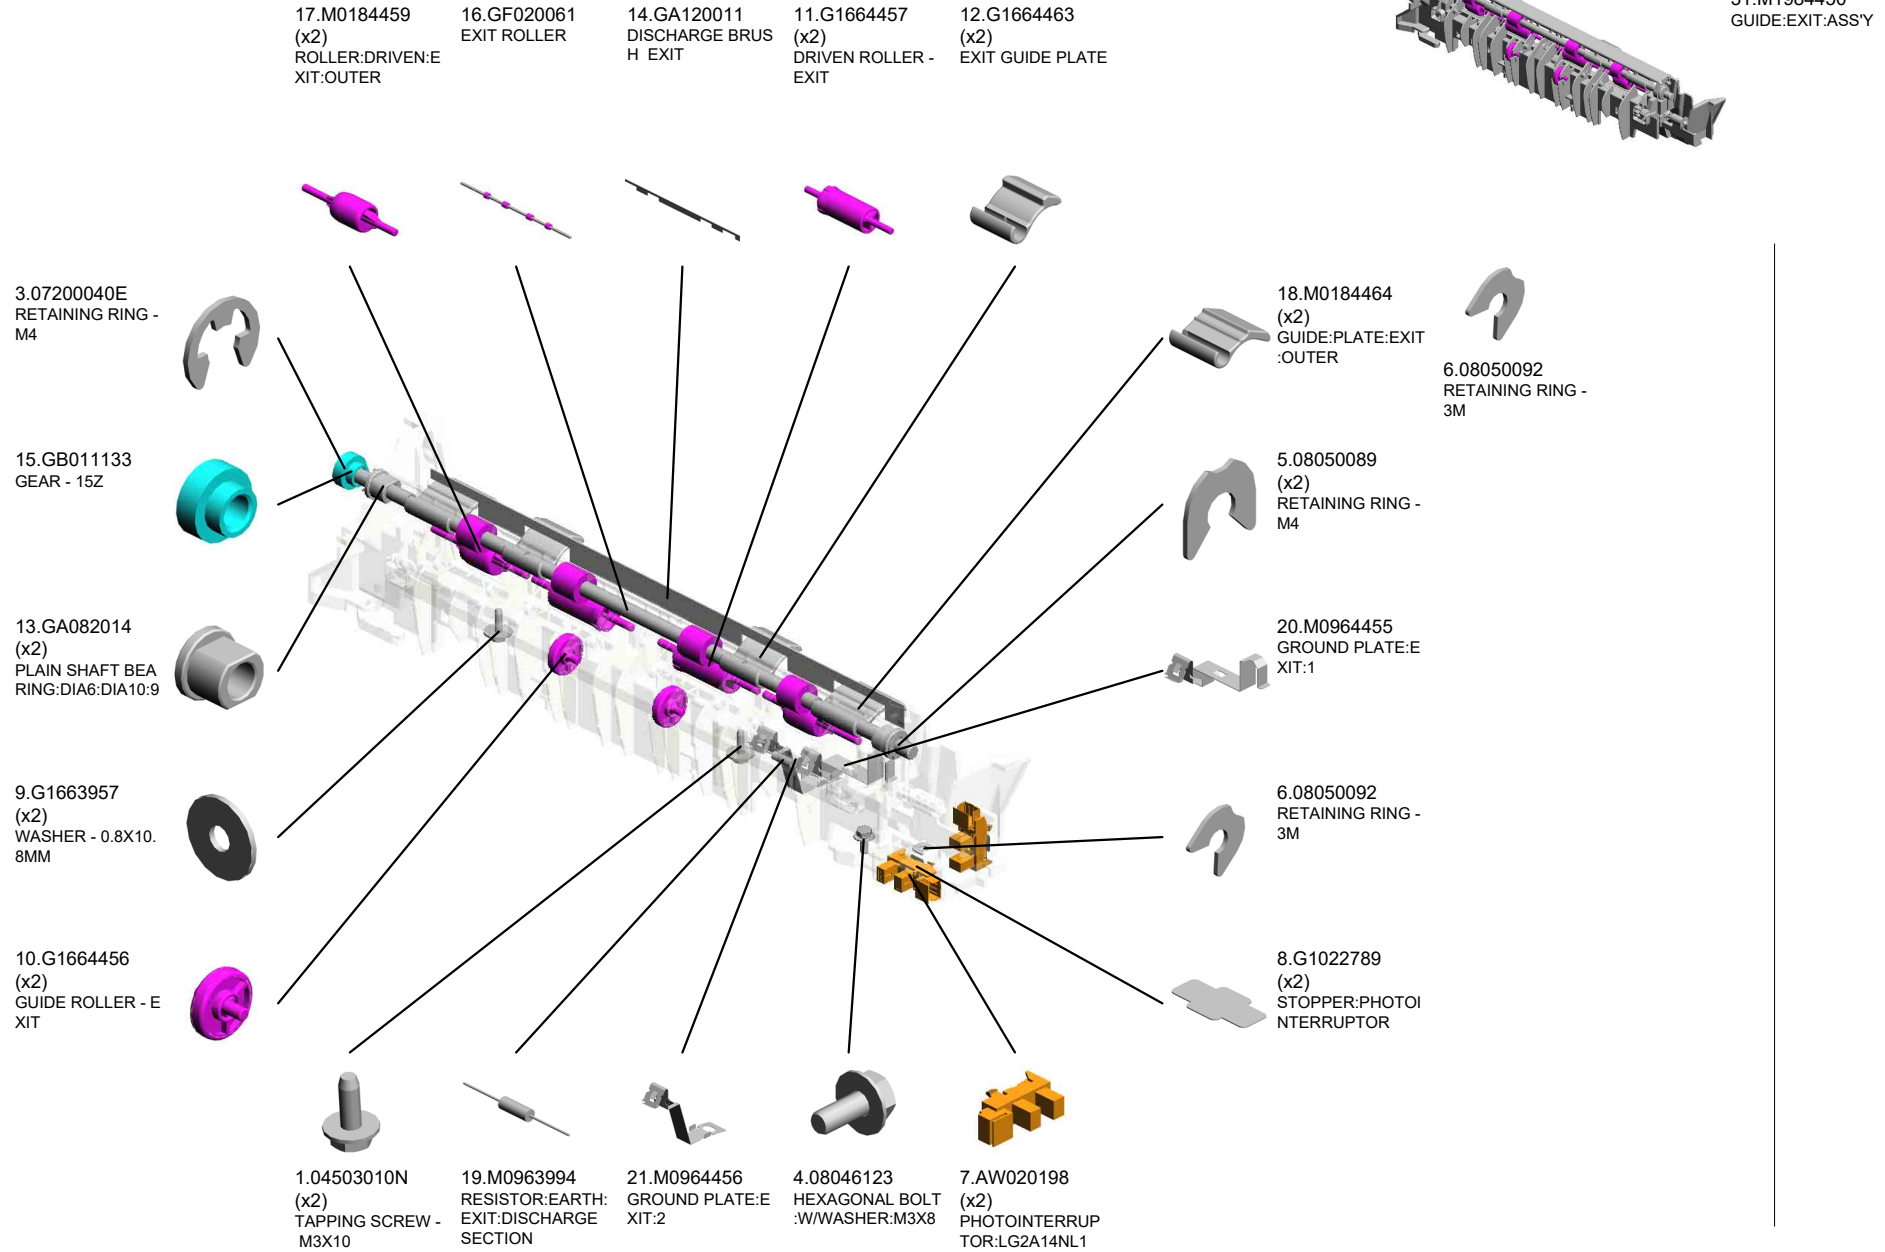 17.M0184459
(x2)
ROLLER:DRIVEN:E
XIT:OUTER
16.GF020061
EXIT ROLLER
14.GA120011
DISCHARGE BRUS
H EXIT
11.G1664457
(x2)
DRIVEN ROLLER -
EXIT
12.G1664463
(x2)
EXIT GUIDE PLATE
GUIDE:EXIT:ASS'Y
3.07200040E
RETAINING RING -
M4
18.M0184464
(x2)
GUIDE:PLATE:EXIT
:OUTER
6.08050092
RETAINING RING -
3M
15.GB011133
GEAR - 15Z
5.08050089
(x2)
RETAINING RING -
M4
13.GA082014
(x2)
PLAIN SHAFT BEA
RING:DIA6:DIA10:9
20.M0964455
GROUND PLATE:E
XIT:1
9.G1663957
(x2)
WASHER - 0.8X10.
8MM
6.08050092
RETAINING RING -
3M
10.G1664456
(x2)
GUIDE ROLLER - E
XIT
8.G1022789
(x2)
STOPPER:PHOTOI
NTERRUPTOR
1.04503010N
(x2)
TAPPING SCREW -
M3X10
19.M0963994
RESISTOR:EARTH:
EXIT:DISCHARGE
SECTION
21.M0964456
GROUND PLATE:E
XIT:2
4.08046123
HEXAGONAL BOLT
:W/WASHER:M3X8
7.AW020198
(x2)
PHOTOINTERRUP
TOR:LG2A14NL1